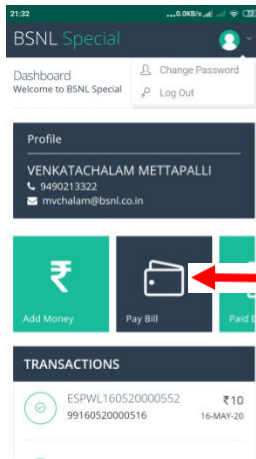 21:32
...0.0KB/s
BSNL Special
Change Password
Log Out
Dashboard
Welcome to BSNL Special
Profile
VENKATACHALAM METTAPALLI
9490213322
mvchalam@bsnl.co.in
₹
Add Money
Pay Bill
Paid
TRANSACTIONS
ESPWL160520000552
₹10
99160520000516
16-MAY-20